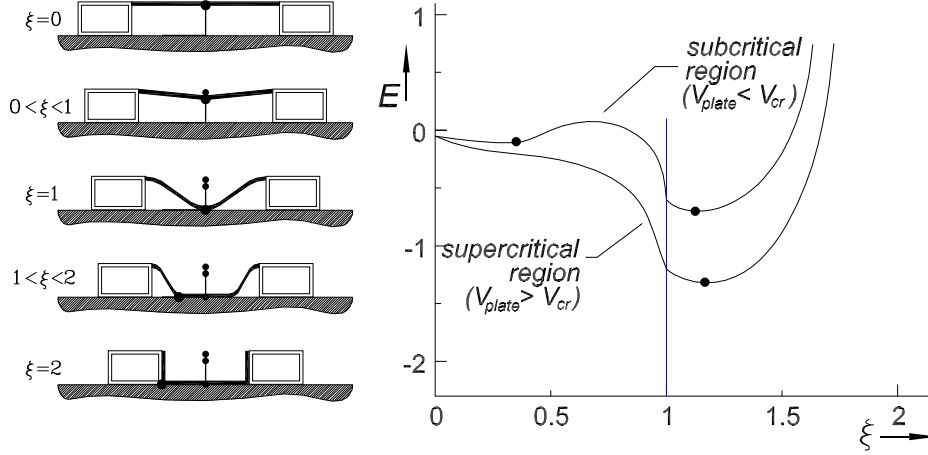 ξ=0
0<ξ<1
ξ=1
1<ξ<2
ξ=2
1
0
-1
-2
E
subcritical
region
(V_plate< V_cr)
supercritical
region
(V_plate> V_cr)
0
0.5
1
1.5
2
ξ